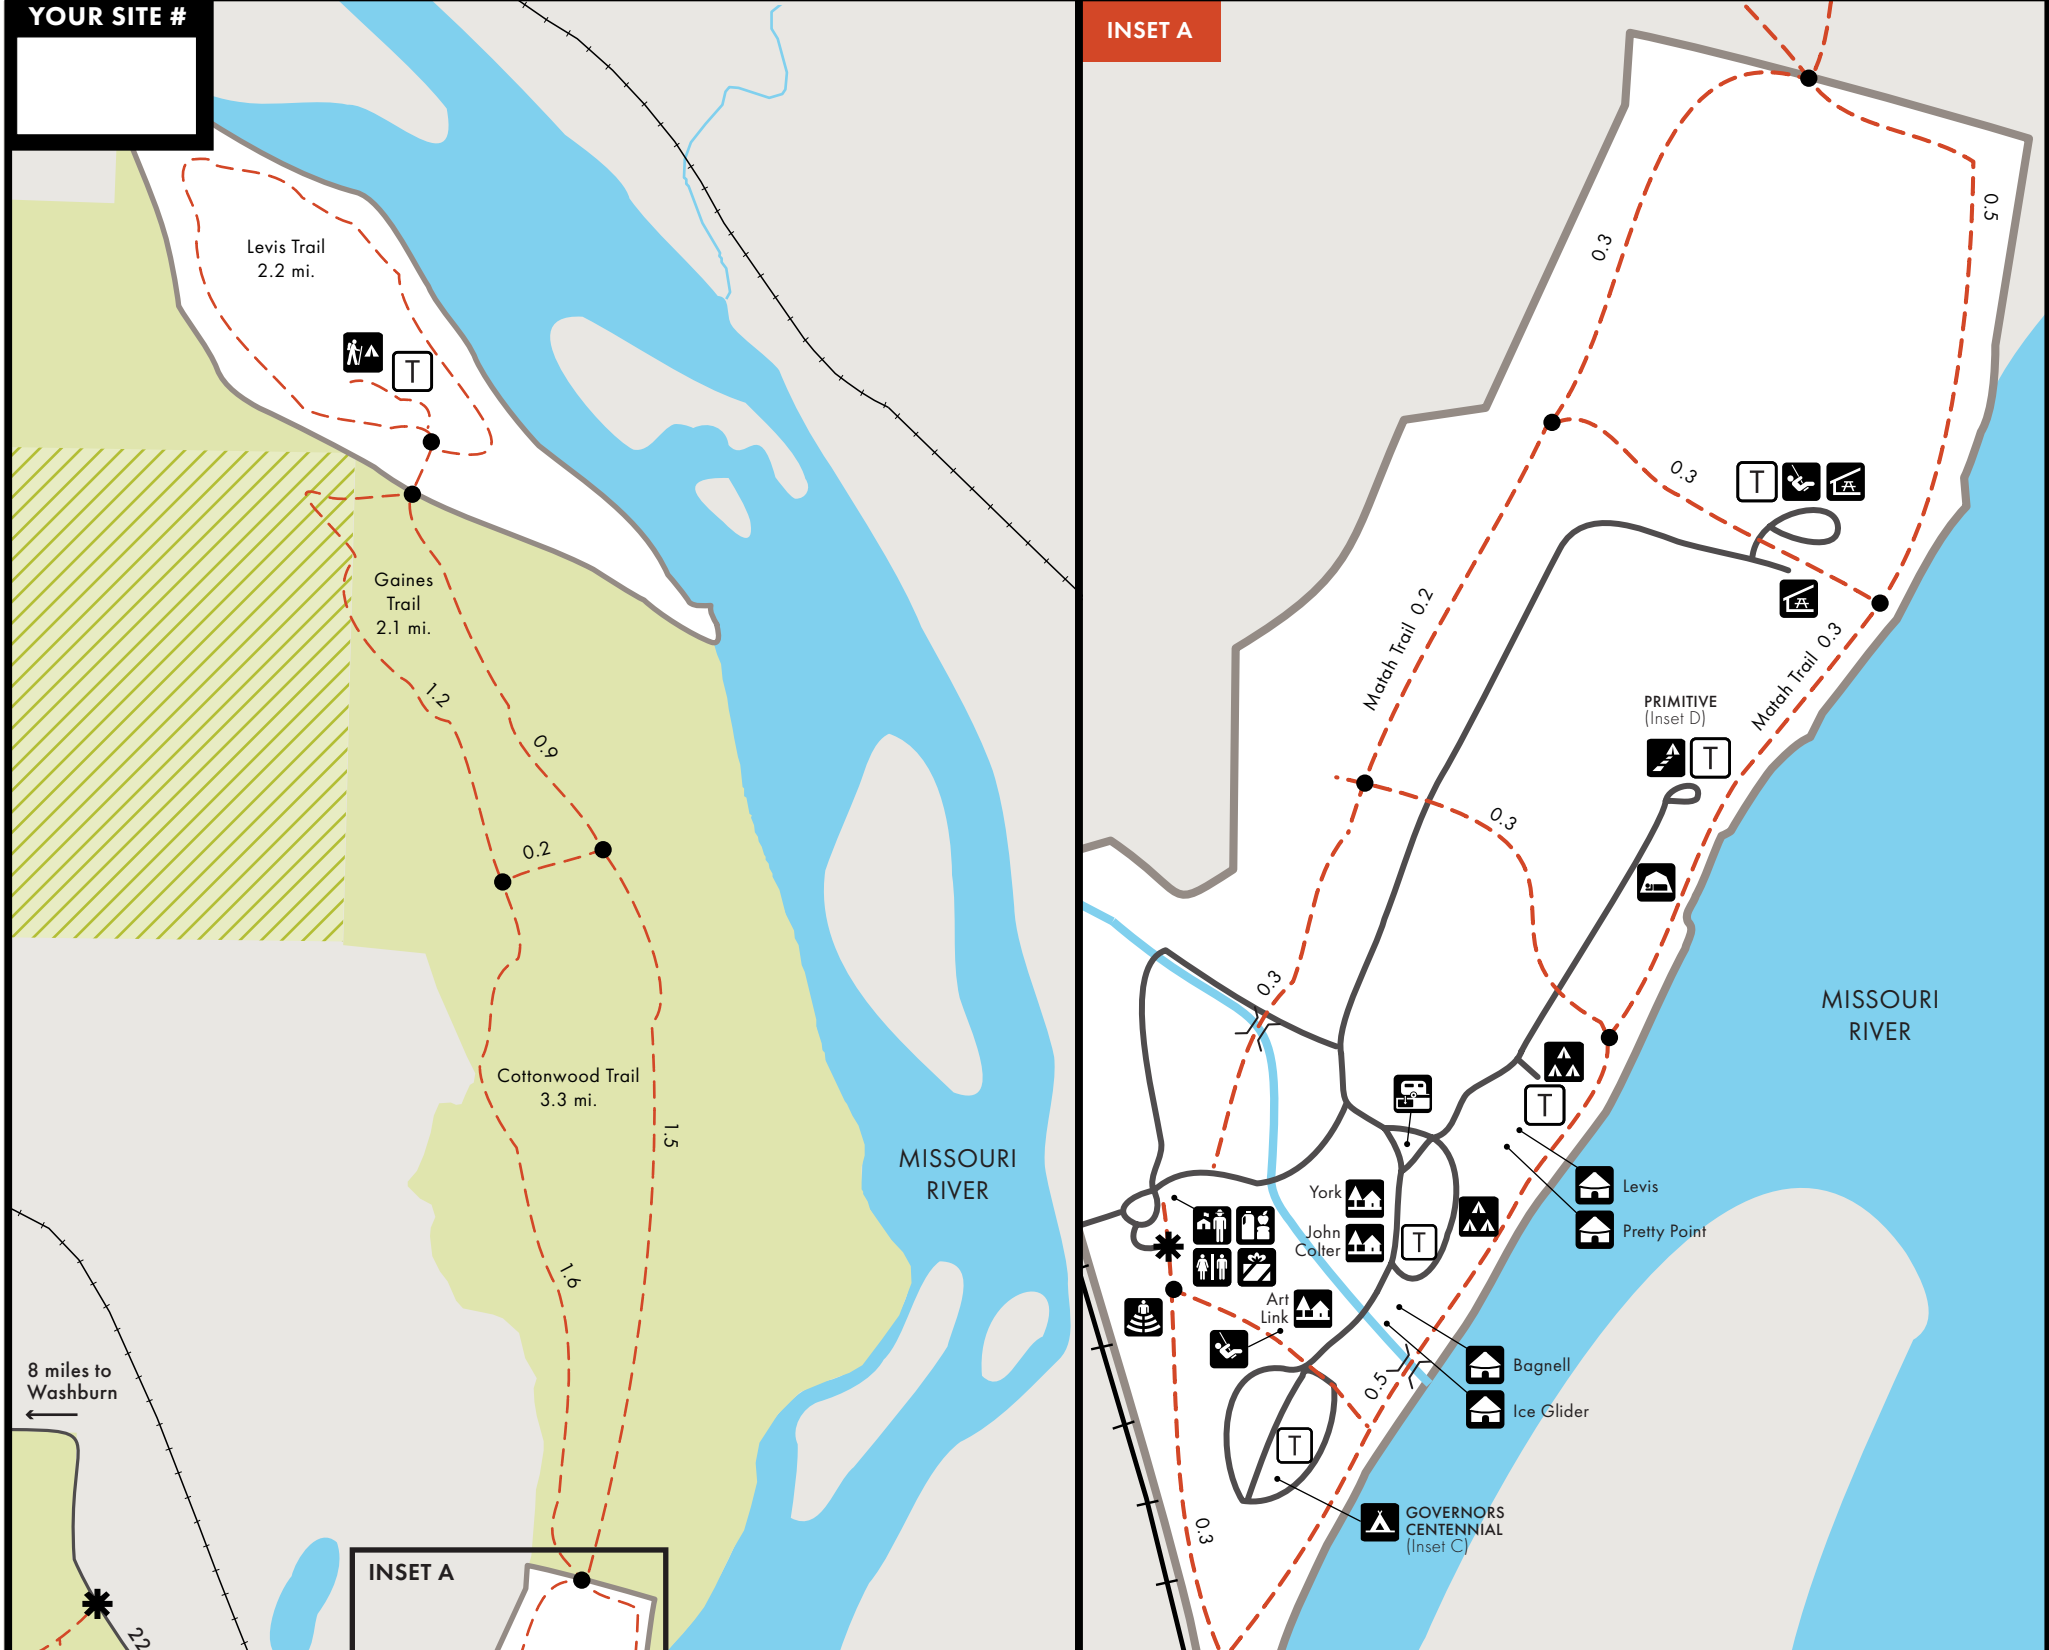 YOUR SITE #
Levis Trail
2.2 mi.
T
Gaines
Trail
2.1 mi.
1.2
0.9
0.2
Cottonwood Trail
3.3 mi.
1.5
1.6
MISSOURI
RIVER
8 miles to
Washburn
22
INSET A
INSET A
0.5
0.3
0.3
T
Matah Trail 0.2
Matah Trail 0.3
PRIMITIVE
(Inset D)
T
0.3
0.3
MISSOURI
RIVER
T
Levis
Pretty Point
York
John
Colter
T
Art
Link
Bagnell
Ice Glider
0.5
T
GOVERNORS
CENTENNIAL
(Inset C)
0.3